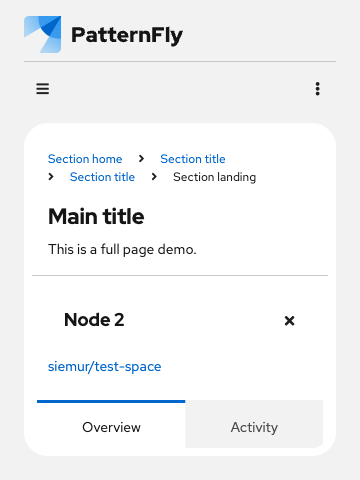 PatternFly
Section home Section title
Section title Section landing
Main title
This is a full page demo.
Node 2
siemur/test-space
Overview Activity